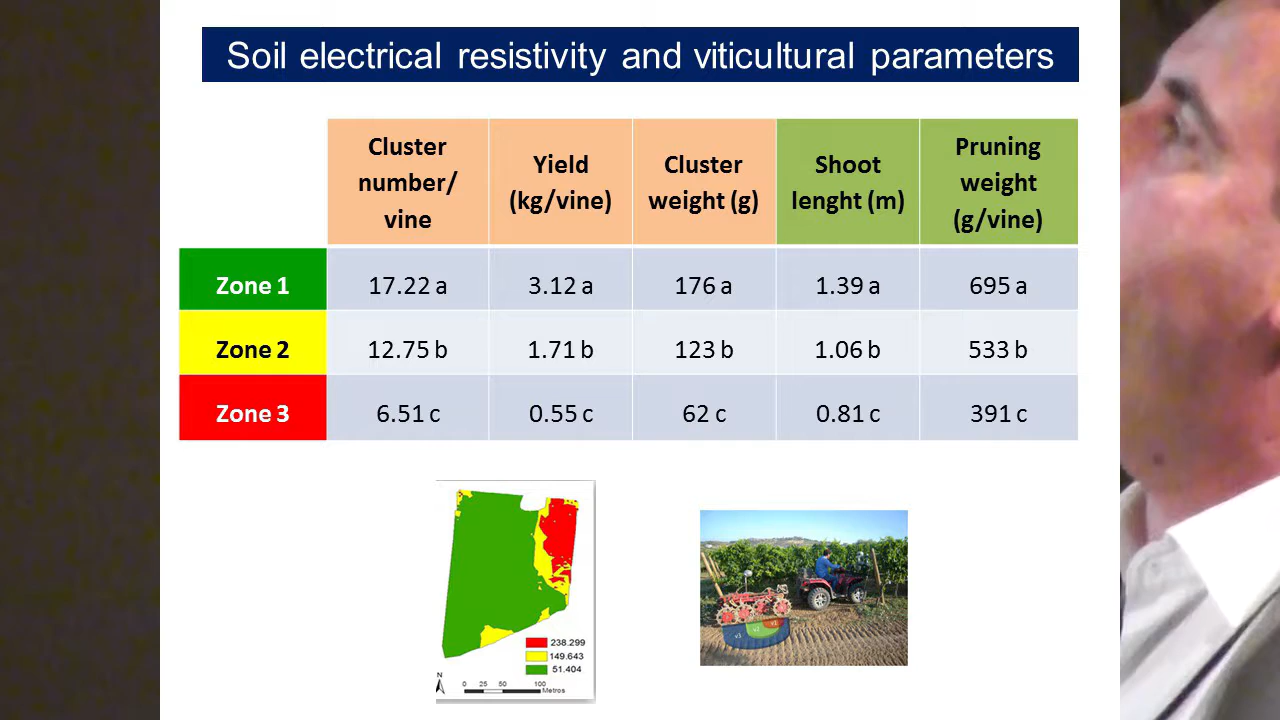 Soil electrical resistivity and viticultural parameters
Cluster number/ vine
Yield (kg/vine)
Cluster weight (g)
Shoot lenght (m)
Pruning weight (g/vine)
Zone 1 17.22 a 3.12 a 176 a 1.39 a 695 a
Zone 2 12.75 b 1.71 b 123 b 1.06 b 533 b
Zone 3 6.51 c 0.55 c 62 c 0.81 c 391 c
238.299
149.643
51.404
N
0 25 50 100
Metros
V1
V2
V3